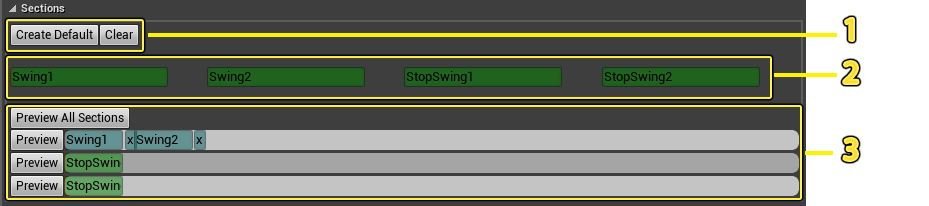 Sections
Create Default Clear
1
Swing1 Swing2 StopSwing1 StopSwing2
2
Preview All Sections
Preview Swing1 x Swing2 x
Preview StopSwin
3
Preview StopSwin